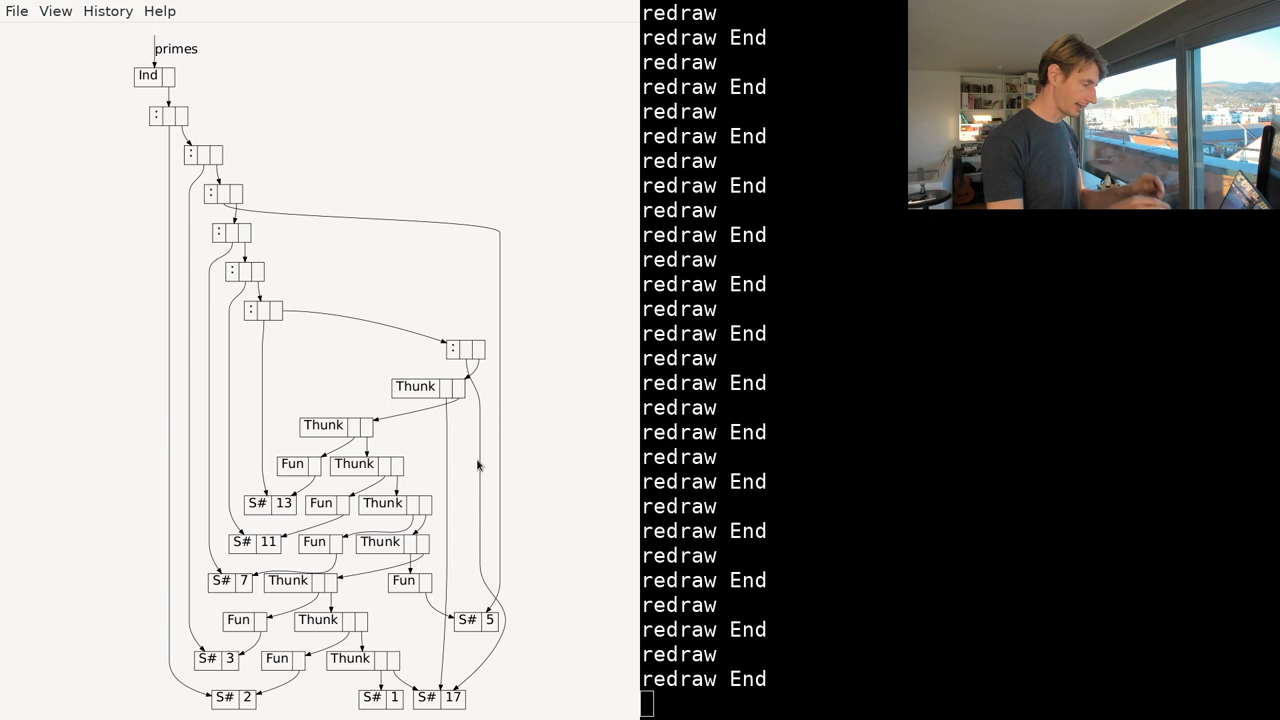 File View History Help
primes
Ind
:
:
:
:
:
:
:
Thunk
Thunk
Fun Thunk
S# 13 Fun Thunk
S# 11 Fun Thunk
S# 7 Thunk Fun
Fun Thunk S# 5
S# 3 Fun Thunk
S# 2 S# 1 S# 17
redraw
redraw End
redraw
redraw End
redraw
redraw End
redraw
redraw End
redraw
redraw End
redraw
redraw End
redraw
redraw End
redraw
redraw End
redraw
redraw End
redraw
redraw End
redraw
redraw End
redraw
redraw End
redraw
redraw End
redraw
redraw End